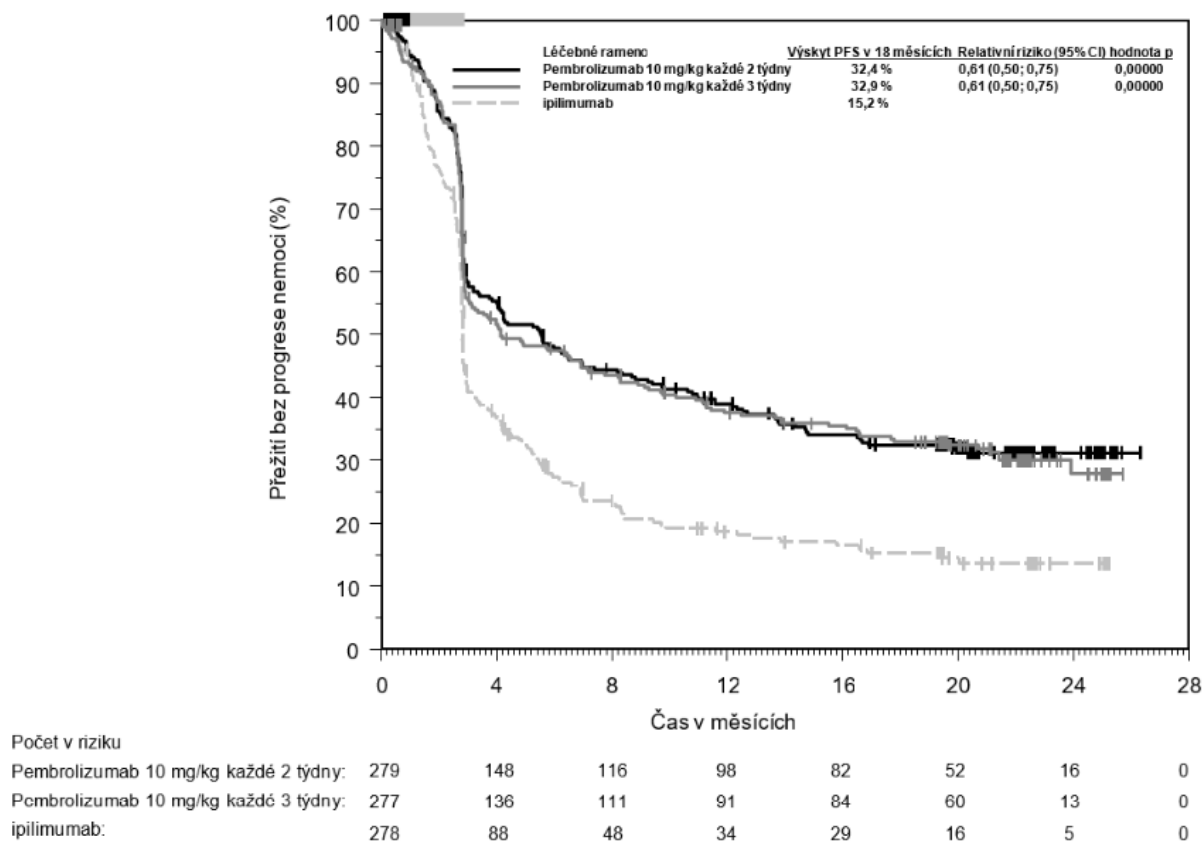 Léčebné rameno Výskyt PFS v 18 měsících Relativní riziko (95% CI) hodnota p
Pembrolizumab 10 mg/kg každé 2 týdny 32,4 % 0,61 (0,50; 0,75) 0,00000
Pembrolizumab 10 mg/kg každé 3 týdny 32,9 % 0,61 (0,50; 0,75) 0,00000
ipilimumab 15,2 %
Přežití bez progrese nemoci (%)
100
90
80
70
60
50
40
30
20
10
0
0 4 8 12 16 20 24 28
Čas v měsících
Počet v riziku
Pembrolizumab 10 mg/kg každé 2 týdny: 279 148 116 98 82 52 16 0
Pembrolizumab 10 mg/kg každé 3 týdny: 277 136 111 91 84 60 13 0
ipilimumab: 278 88 48 34 29 16 5 0